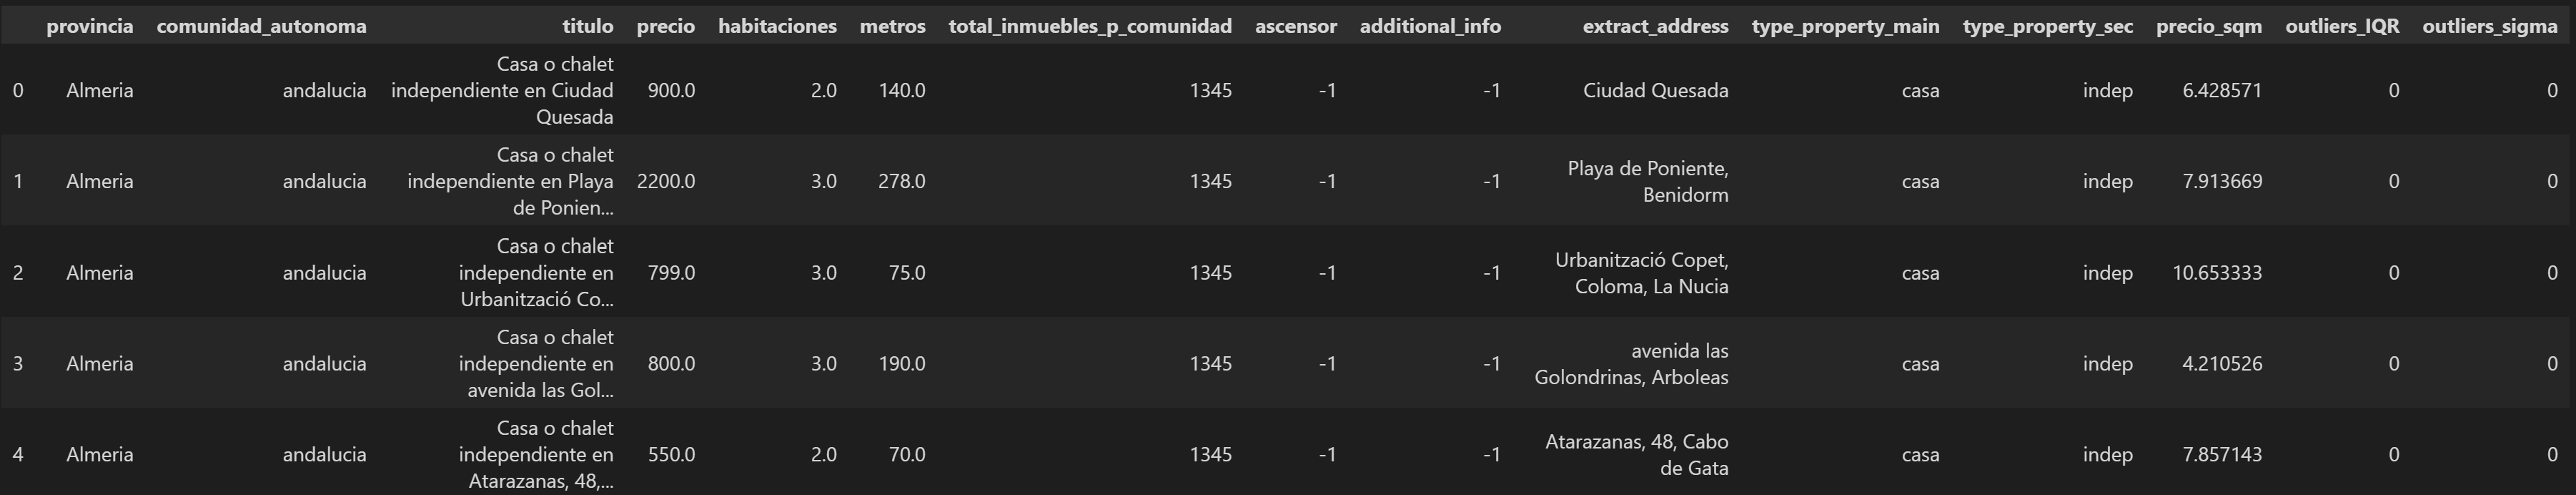 provincia comunidad_autonoma titulo precio habitaciones metros total_inmuebles_p_comunidad ascensor additional_info extract_address type_property_main type_property_sec precio_sqm outliers_IQR outliers_sigma
Casa o chalet
0 Almeria andalucia independiente en Ciudad 900.0 2.0 140.0 1345 -1 -1 Ciudad Quesada casa indep 6.428571 0 0
Quesada
Casa o chalet
Playa de Poniente,
1 Almeria andalucia independiente en Playa 2200.0 3.0 278.0 1345 -1 -1 casa indep 7.913669 0 0
Benidorm
de Ponien...
Casa o chalet
Urbanització Copet,
2 Almeria andalucia independiente en 799.0 3.0 75.0 1345 -1 -1 casa indep 10.653333 0 0
Coloma, La Nucia
Urbanització Co...
Casa o chalet
avenida las
3 Almeria andalucia independiente en 800.0 3.0 190.0 1345 -1 -1 casa indep 4.210526 0 0
Golondrinas, Arboleas
avenida las Gol...
Casa o chalet
Atarazanas, 48, Cabo
4 Almeria andalucia independiente en 550.0 2.0 70.0 1345 -1 -1 casa indep 7.857143 0 0
de Gata
Atarazanas, 48,...